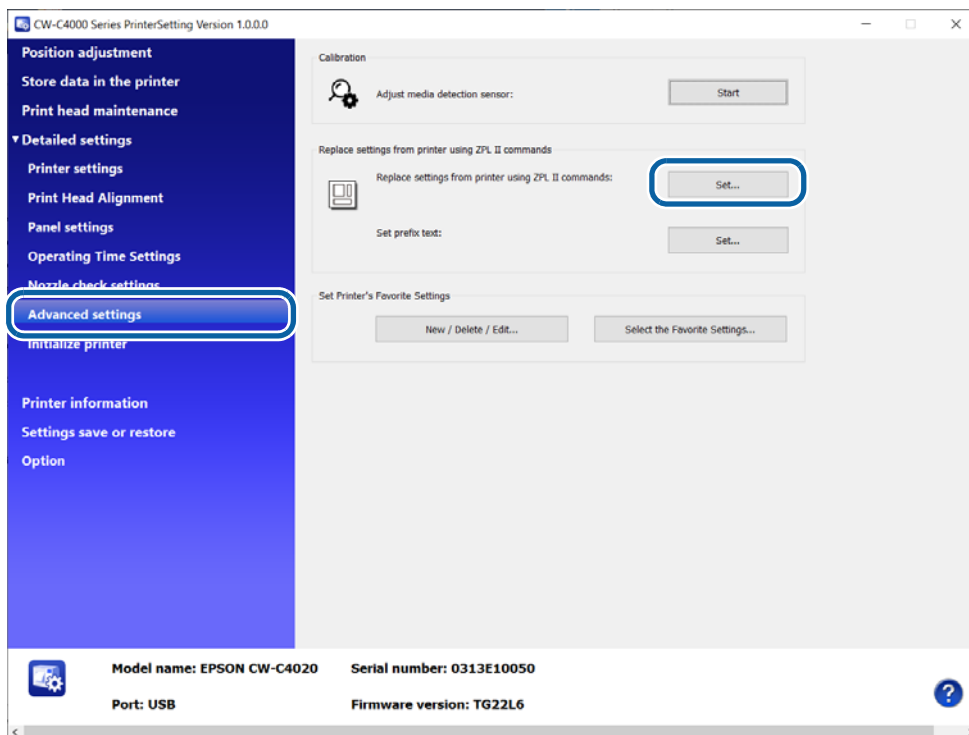 CW-C4000 Series PrinterSetting Version 1.0.0.0
Position adjustment
Store data in the printer
Print head maintenance
Detailed settings
Printer settings
Print Head Alignment
Panel settings
Operating Time Settings
Nozzle check settings
Advanced settings
Initialize printer
Printer information
Settings save or restore
Option
Calibration
Adjust media detection sensor:
Start
Replace settings from printer using ZPL II commands
Replace settings from printer using ZPL II commands:
Set...
Set prefix text:
Set...
Set Printer's Favorite Settings
New / Delete / Edit...
Select the Favorite Settings...
Model name: EPSON CW-C4020
Serial number: 0313E10050
Port: USB
Firmware version: TG22L6
?